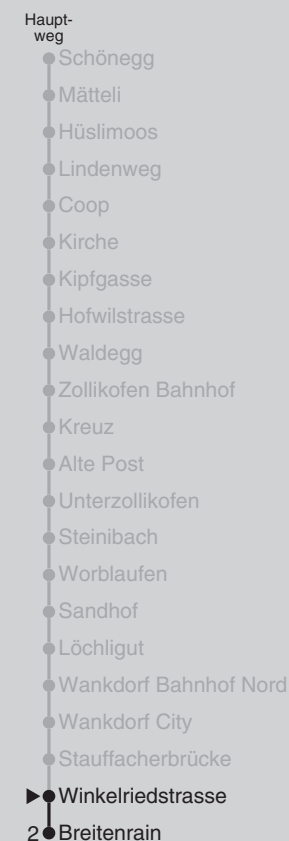 Haupt-
weg
Schönegg
Mätteli
Hüslimoos
Lindenweg
Coop
Kirche
Kipfgasse
Hofwilstrasse
Waldegg
Zollikofen Bahnhof
Kreuz
Alte Post
Unterzollikofen
Steinibach
Worblaufen
Sandhof
Löchligut
Wankdorf Bahnhof Nord
Wankdorf City
Stauffacherbrücke
Winkelriedstrasse
2 Breitenrain